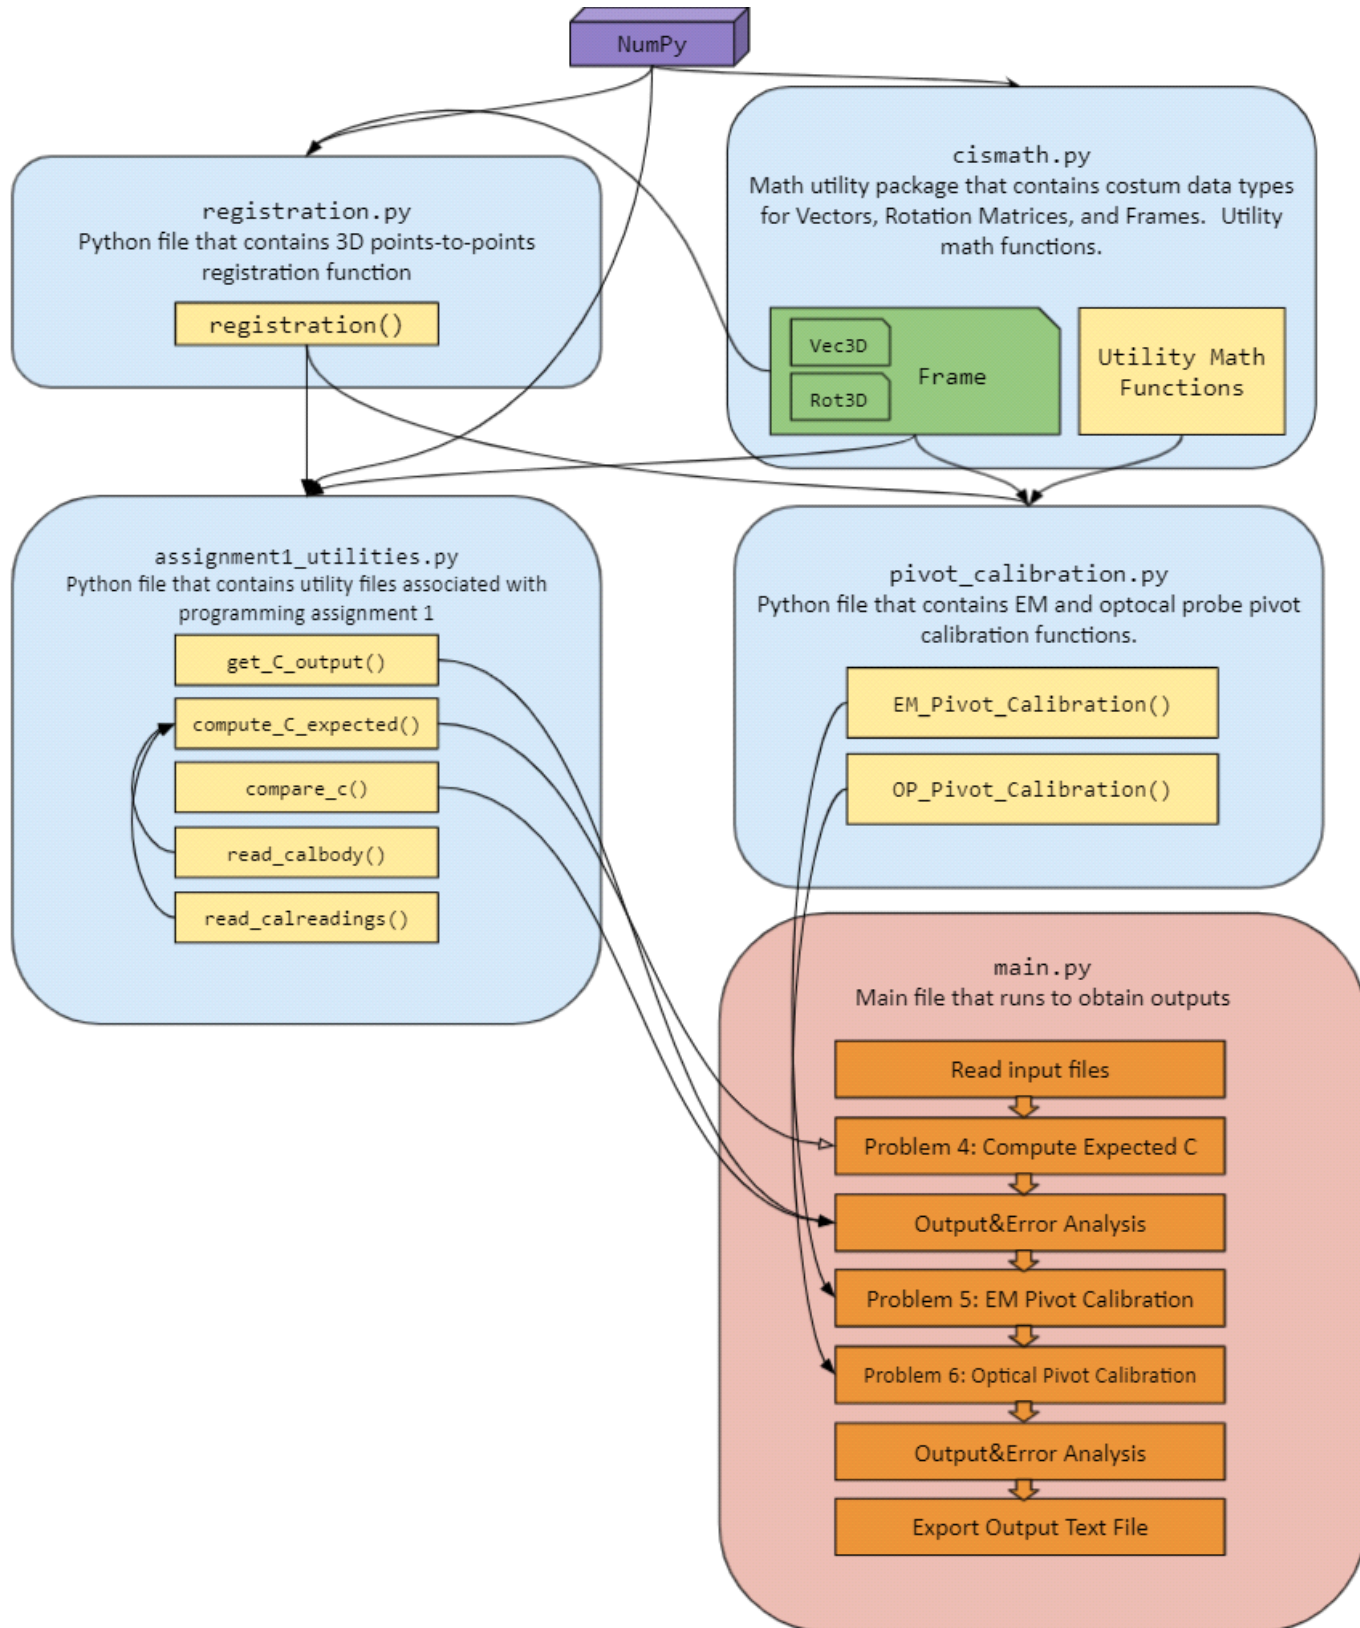 NumPy
registration.py
Python file that contains 3D points-to-points
registration function
registration()
cismath.py
Math utility package that contains costum data types
for Vectors, Rotation Matrices, and Frames. Utility
math functions.
Vec3D
Rot3D
Frame
Utility Math
Functions
assignment1_utilities.py
Python file that contains utility files associated with
programming assignment 1
get_C_output()
compute_C_expected()
compare_c()
read_calbody()
read_calreadings()
pivot_calibration.py
Python file that contains EM and optocal probe pivot
calibration functions.
EM_Pivot_Calibration()
OP_Pivot_Calibration()
main.py
Main file that runs to obtain outputs
Read input files
Problem 4: Compute Expected C
Output&Error Analysis
Problem 5: EM Pivot Calibration
Problem 6: Optical Pivot Calibration
Output&Error Analysis
Export Output Text File